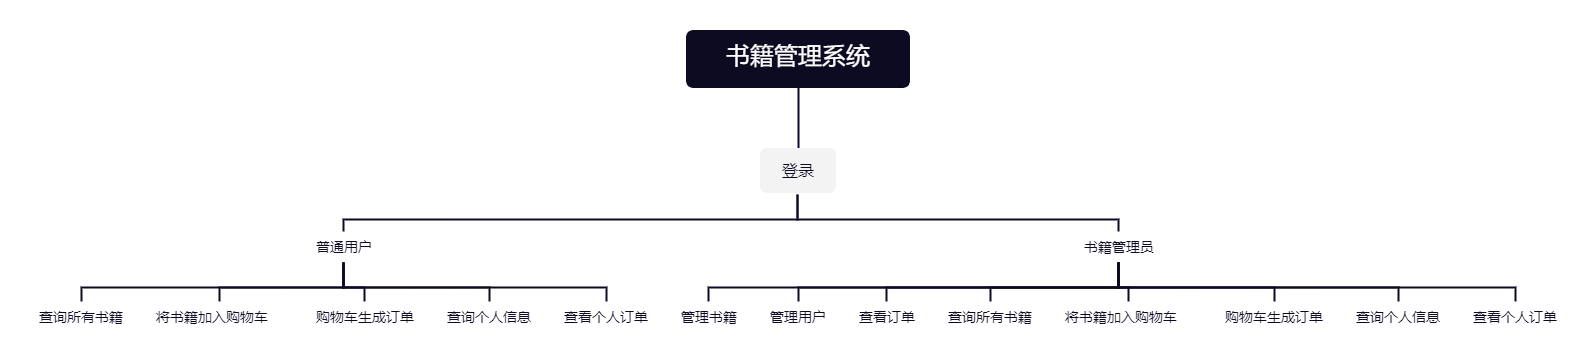 书籍管理系统
登录
普通用户
书籍管理员
查询所有书籍
将书籍加入购物车
购物车生成订单
查询个人信息
查看个人订单
管理书籍
管理用户
查看订单
查询所有书籍
将书籍加入购物车
购物车生成订单
查询个人信息
查看个人订单